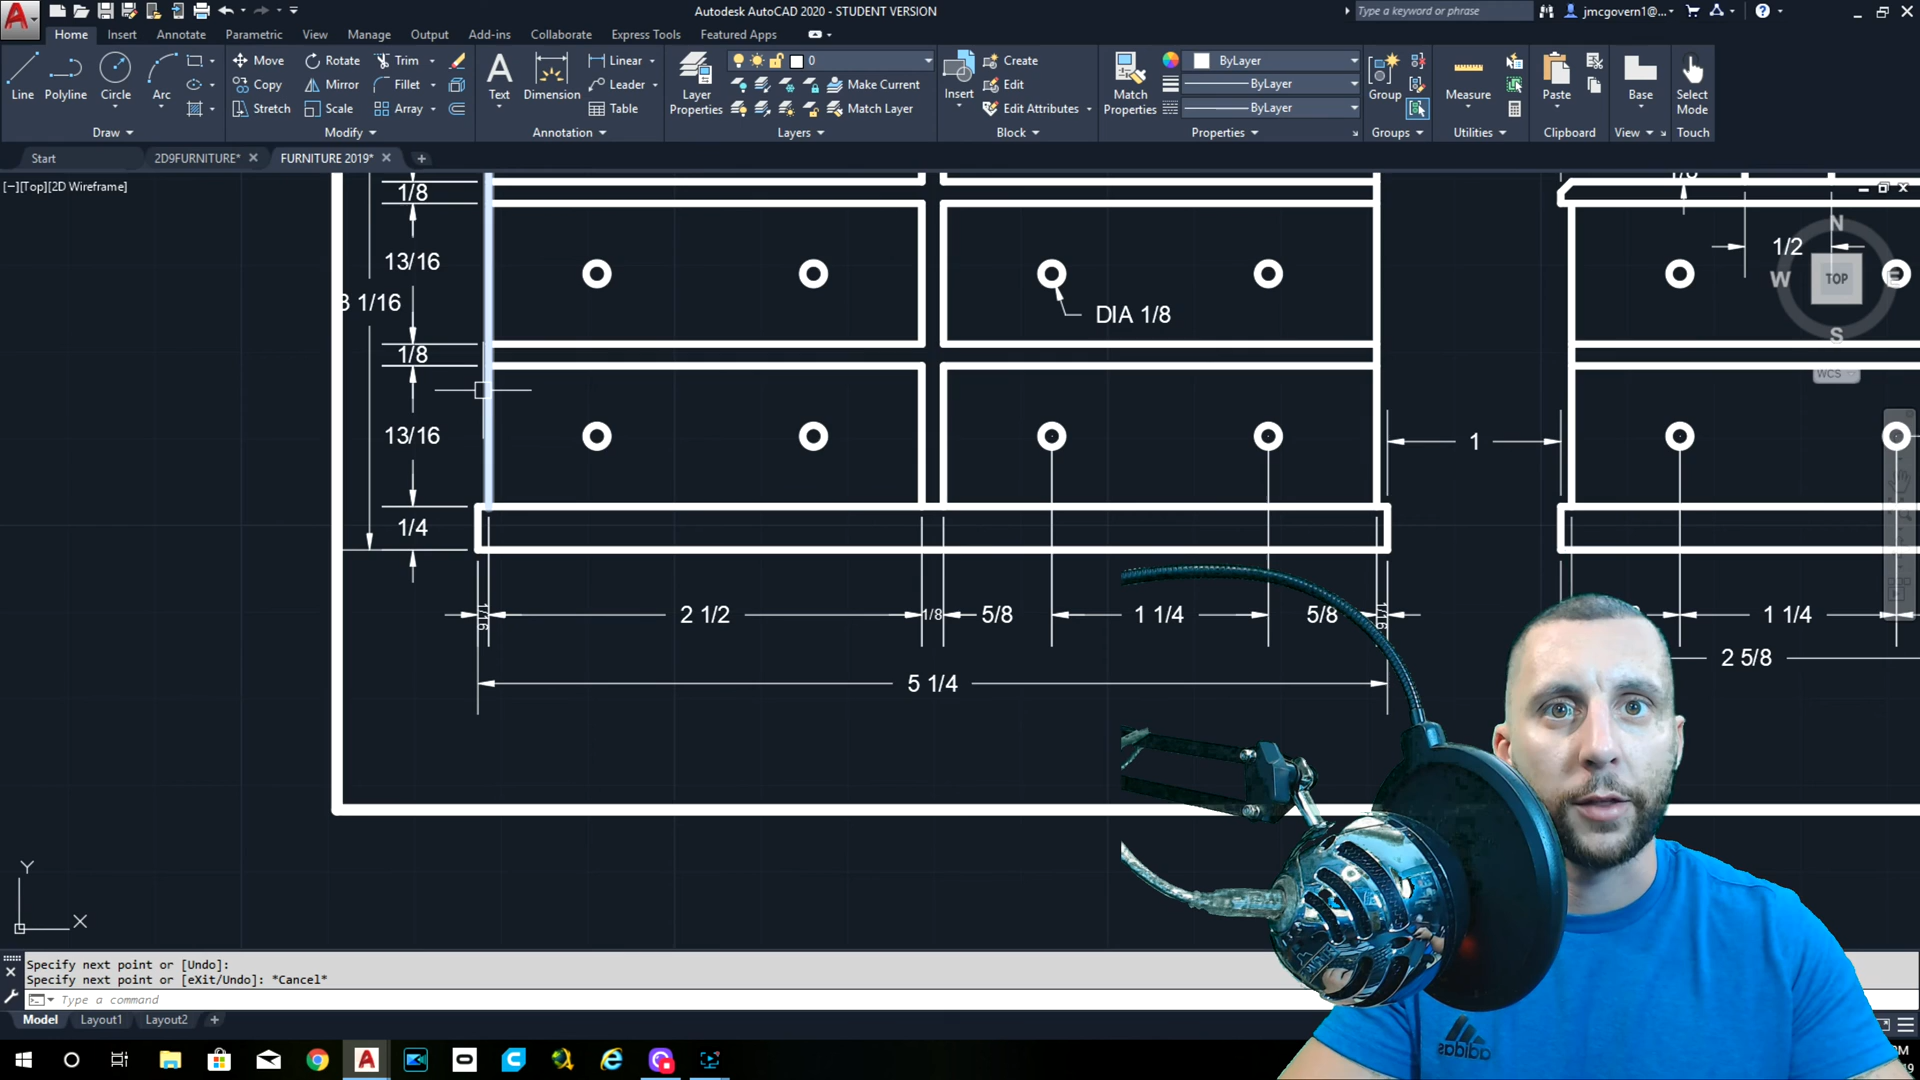 Autodesk AutoCAD 2020 - STUDENT VERSION
Type a keyword or phrase
jmcgovern1@...
Home Insert Annotate Parametric View Manage Output Add-ins Collaborate Express Tools Featured Apps
Line Polyline Circle Arc
Move Rotate Trim
Copy Mirror Fillet
Stretch Scale Array
Text Dimension
Linear
Leader
Table
Layer Properties
0
Make Current
Match Layer
Insert
Create
Edit
Edit Attributes
Match Properties
ByLayer
ByLayer
ByLayer
Group
Measure
Paste
Base
Select Mode
Draw Modify Annotation Layers Block Properties Groups Utilities Clipboard View Touch
Start 2D9FURNITURE* FURNITURE 2019*
[−][Top][2D Wireframe]
1/8
N
13/16
1/2
W TOP E
3 1/16
DIA 1/8
S
1/8
WCS
13/16
1
1/4
1/16
2 1/2
1/8
5/8
1 1/4
5/8
1/16
1 1/4
2 5/8
5 1/4
Y
X
Specify next point or [Undo]:
Specify next point or [eXit/Undo]: *Cancel*
Type a command
Model Layout1 Layout2
adidas